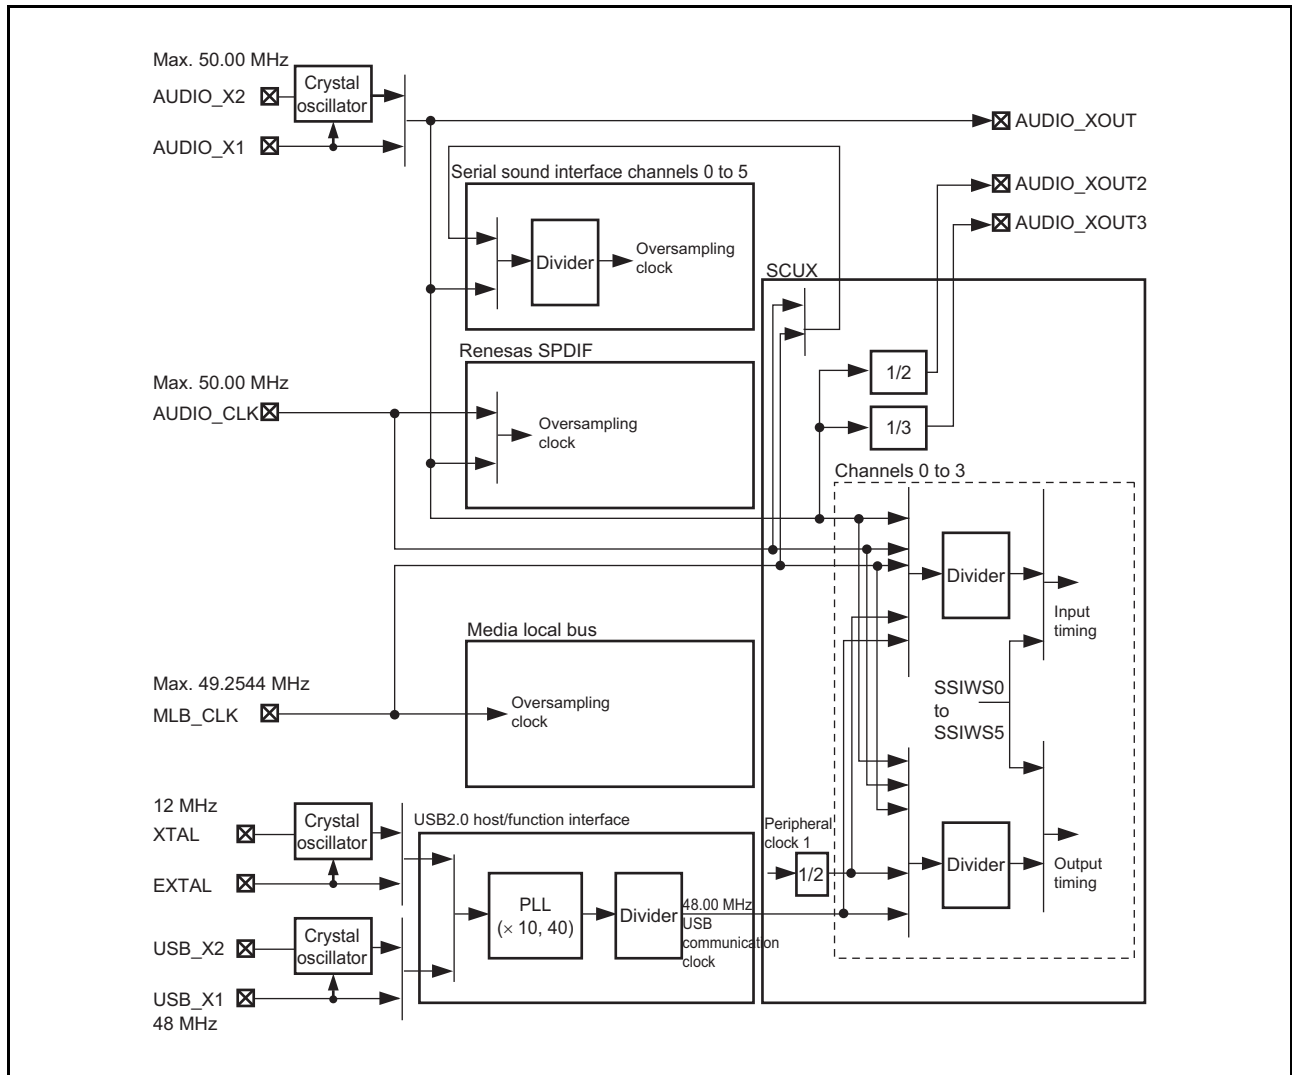 Max. 50.00 MHz
AUDIO_X2
Crystal
oscillator
AUDIO_X1
AUDIO_XOUT
AUDIO_XOUT2
AUDIO_XOUT3
Serial sound interface channels 0 to 5
Divider
Oversampling
clock
SCUX
Renesas SPDIF
Oversampling
clock
Max. 50.00 MHz
AUDIO_CLK
1/2
1/3
Channels 0 to 3
Divider
Input
timing
Media local bus
Oversampling
clock
Max. 49.2544 MHz
MLB_CLK
SSIWS0
to
SSIWS5
12 MHz
XTAL
Crystal
oscillator
EXTAL
USB_X2
Crystal
oscillator
USB_X1
48 MHz
USB2.0 host/function interface
PLL
(× 10, 40)
Divider
48.00 MHz
USB
communication
clock
Peripheral
clock 1
1/2
Divider
Output
timing